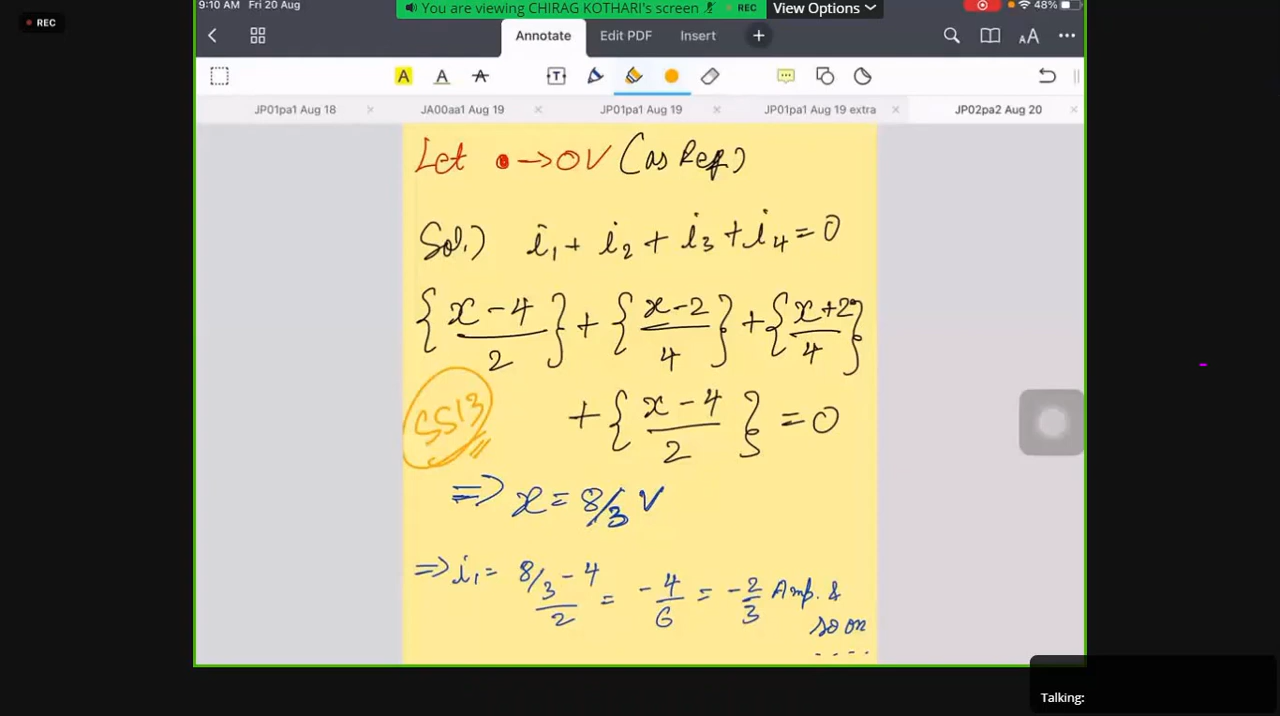 REC
9:10 AM Fri 20 Aug
You are viewing CHIRAG KOTHARI's screen
REC
View Options
48%
Annotate
Edit PDF
Insert
+
AA
A
A
A
T
JP01pa1 Aug 18 ×
JA00aa1 Aug 19 ×
JP01pa1 Aug 19 ×
JP01pa1 Aug 19 extra ×
JP02pa2 Aug 20 ×
Let • → 0V (as Ref.)
Sol.) i₁ + i₂ + i₃ + i₄ = 0
{x-4/2} + {x-2/4} + {x+2/4}
+ {x-4/2} = 0
SS13
=> x = 8/3 V
=> i₁ = 8/3-4/2 = -4/6 = -2/3 Amp. &
so on
. . . .
Talking: